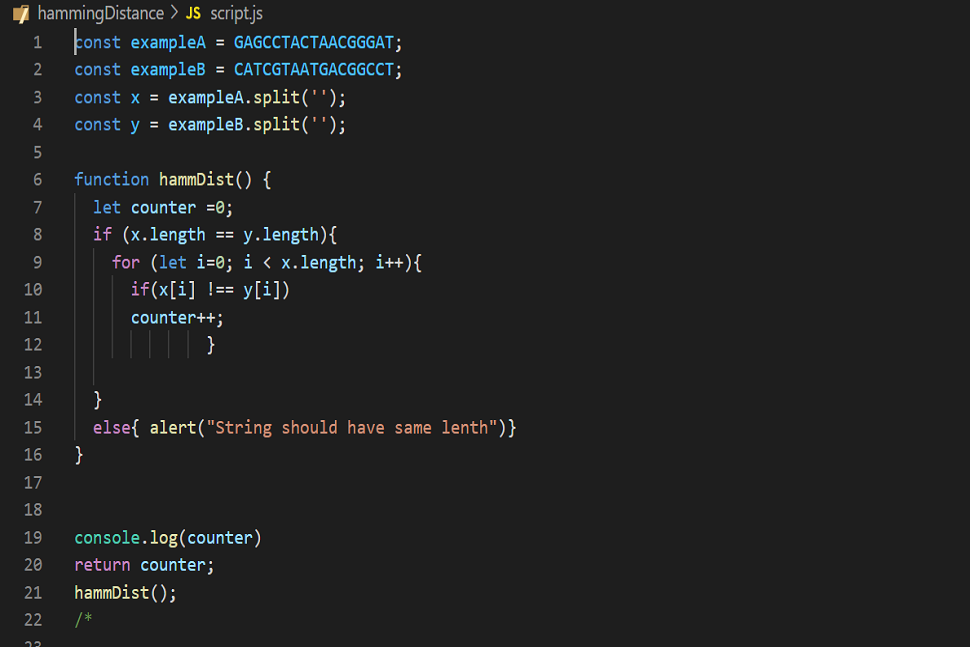 hammingDistance > JS script.js
1 const exampleA = GAGCCTACTAACGGGAT;
2 const exampleB = CATCGTAATGACGGCCT;
3 const x = exampleA.split('');
4 const y = exampleB.split('');
5
6 function hammDist() {
7 let counter =0;
8 if (x.length == y.length){
9 for (let i=0; i < x.length; i++){
10 if(x[i] !== y[i])
11 counter++;
12 }
13
14 }
15 else{ alert("String should have same lenth")}
16 }
17
18
19 console.log(counter)
20 return counter;
21 hammDist();
22 /*
23